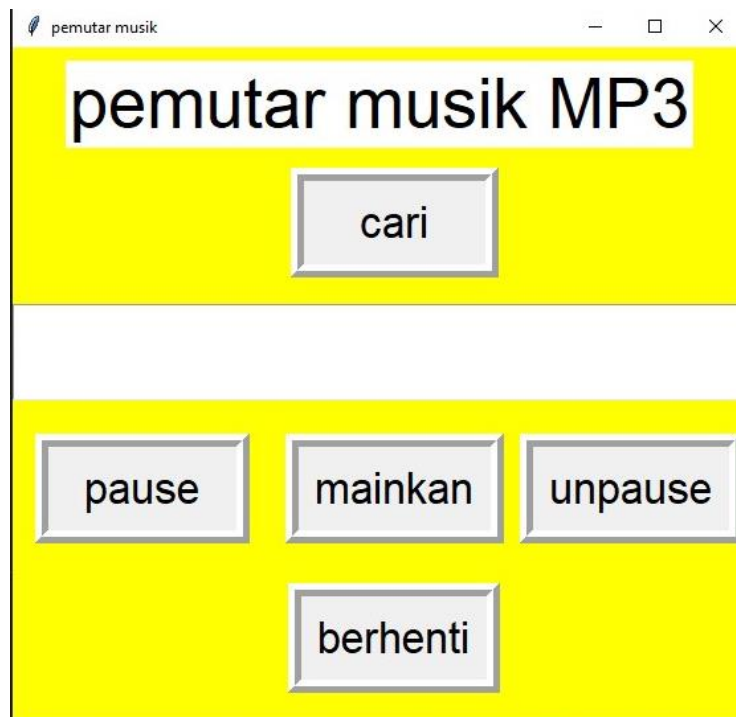 pemutar musik
pemutar musik MP3
cari
pause mainkan unpause
berhenti